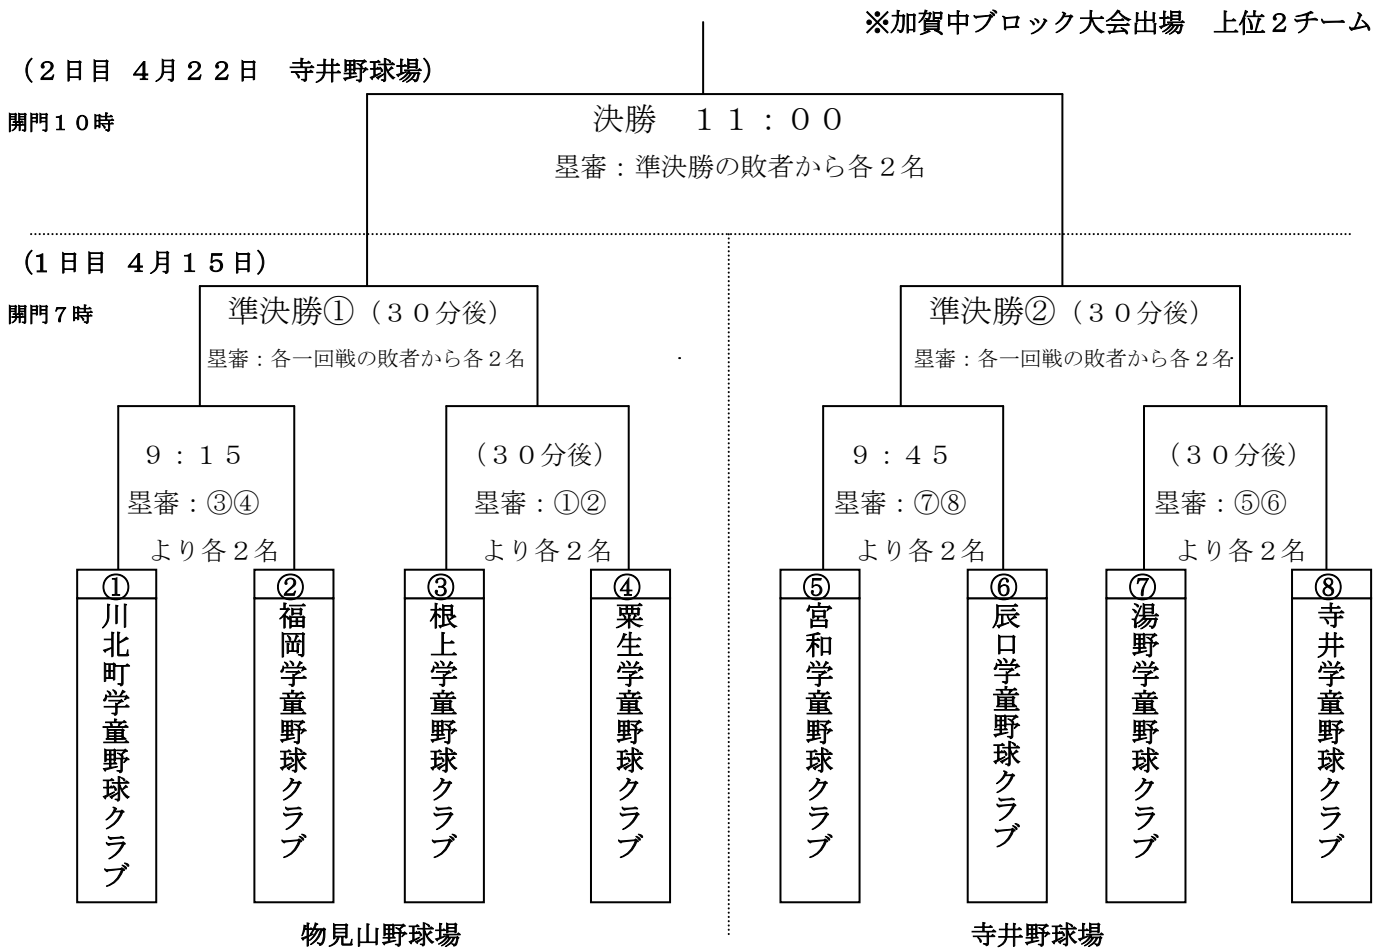 ※加賀中ブロック大会出場　上位２チーム
(２日目 ４月２２日　寺井野球場)
開門１０時
決勝　１１：００
塁審：準決勝の敗者から各２名
(１日目 ４月１５日)
開門７時
準決勝①（３０分後）
塁審：各一回戦の敗者から各２名
準決勝②（３０分後）
塁審：各一回戦の敗者から各２名
９：１５
塁審：③④
より各２名
（３０分後）
塁審：①②
より各２名
９：４５
塁審：⑦⑧
より各２名
（３０分後）
塁審：⑤⑥
より各２名
①
川北町学童野球クラブ
②
福岡学童野球クラブ
③
根上学童野球クラブ
④
粟生学童野球クラブ
⑤
宮和学童野球クラブ
⑥
辰口学童野球クラブ
⑦
湯野学童野球クラブ
⑧
寺井学童野球クラブ
物見山野球場
寺井野球場